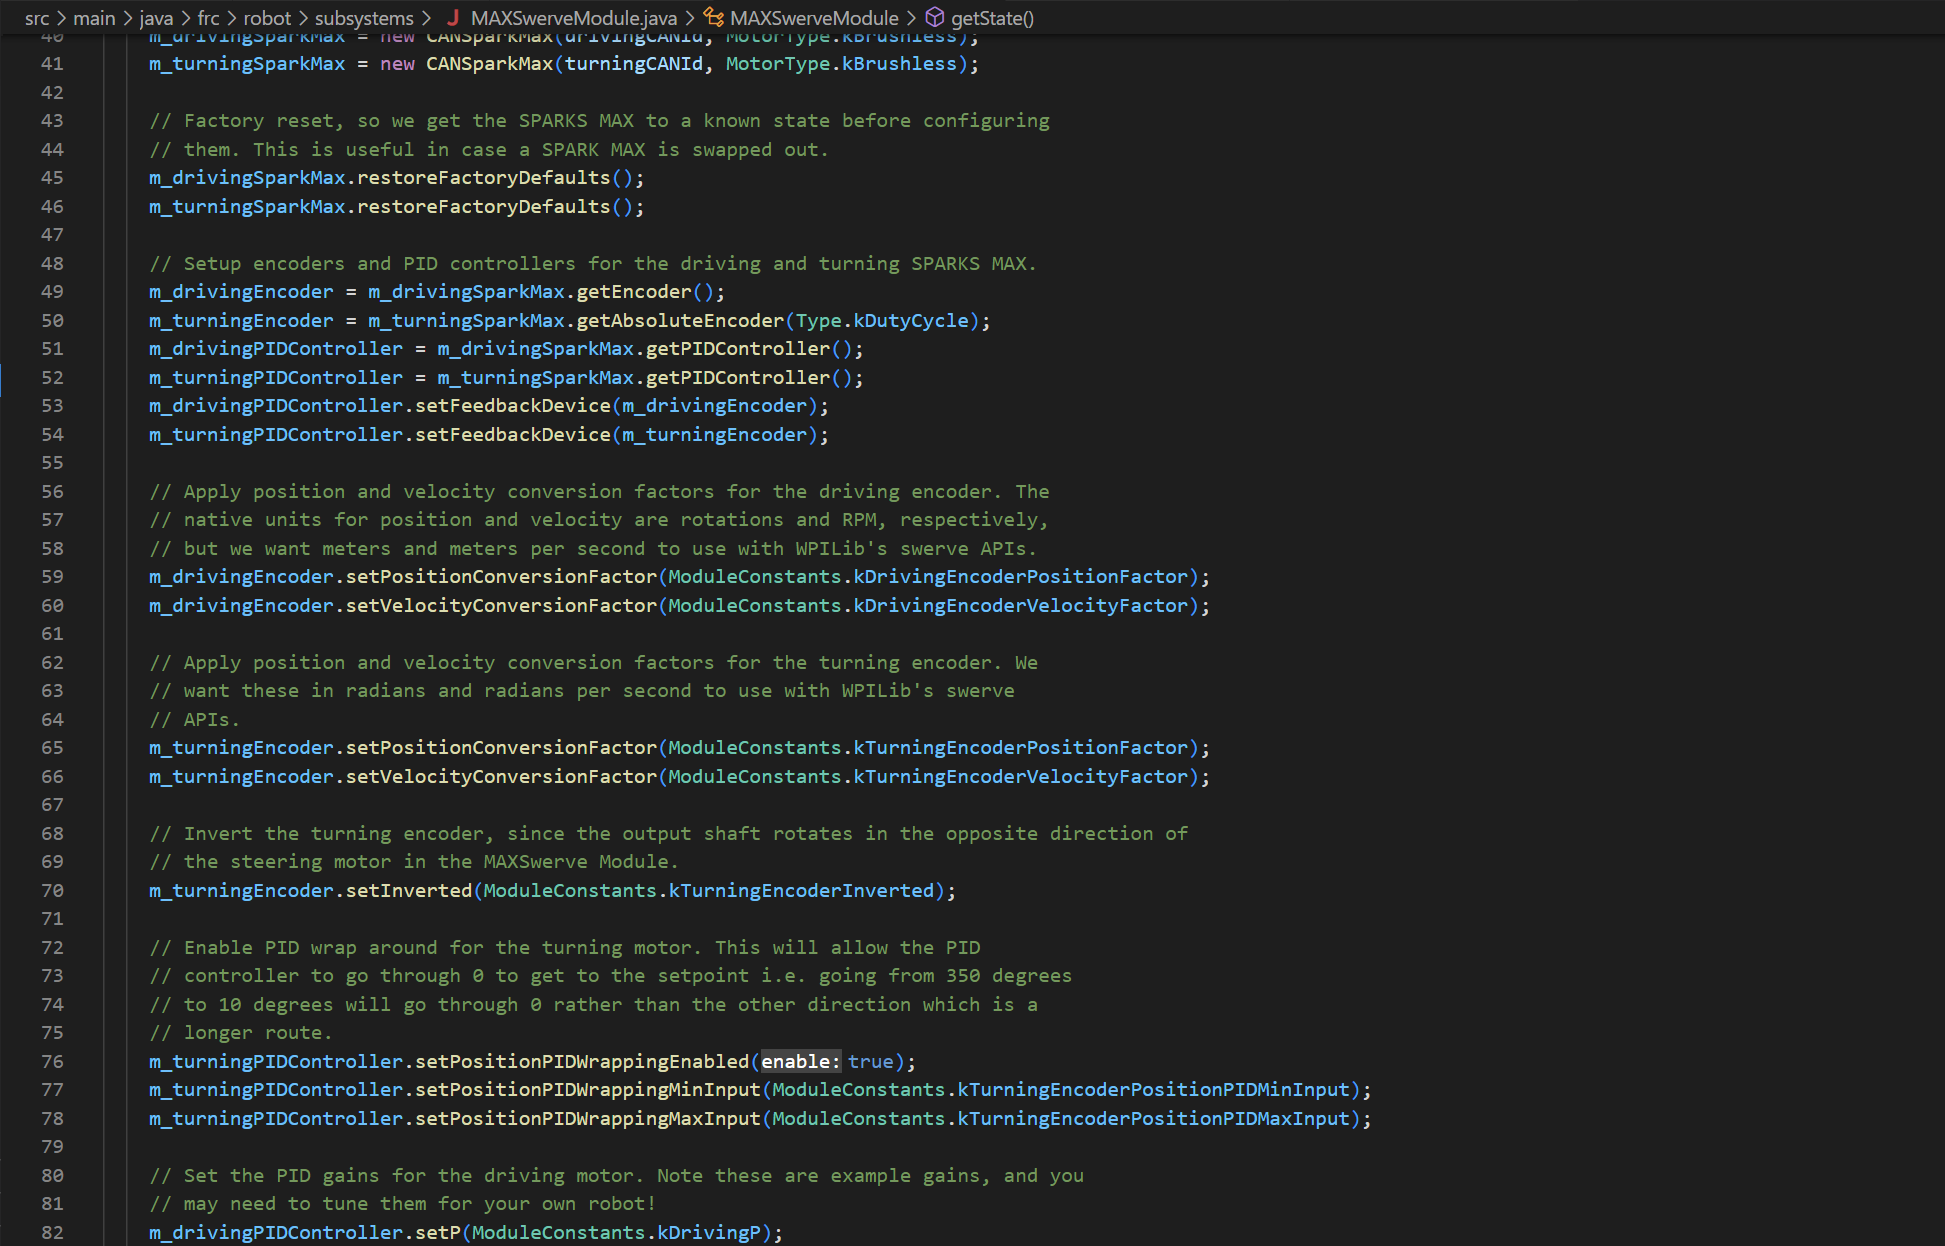 src > main > java > frc > robot > subsystems > J MAXSwerveModule.java > MAXSwerveModule > getState()
40 m_drivingSparkMax = new CANSparkMax(drivingCANId, MotorType.kBrushless);
41 m_turningSparkMax = new CANSparkMax(turningCANId, MotorType.kBrushless);
42
43 // Factory reset, so we get the SPARKS MAX to a known state before configuring
44 // them. This is useful in case a SPARK MAX is swapped out.
45 m_drivingSparkMax.restoreFactoryDefaults();
46 m_turningSparkMax.restoreFactoryDefaults();
47
48 // Setup encoders and PID controllers for the driving and turning SPARKS MAX.
49 m_drivingEncoder = m_drivingSparkMax.getEncoder();
50 m_turningEncoder = m_turningSparkMax.getAbsoluteEncoder(Type.kDutyCycle);
51 m_drivingPIDController = m_drivingSparkMax.getPIDController();
52 m_turningPIDController = m_turningSparkMax.getPIDController();
53 m_drivingPIDController.setFeedbackDevice(m_drivingEncoder);
54 m_turningPIDController.setFeedbackDevice(m_turningEncoder);
55
56 // Apply position and velocity conversion factors for the driving encoder. The
57 // native units for position and velocity are rotations and RPM, respectively,
58 // but we want meters and meters per second to use with WPILib's swerve APIs.
59 m_drivingEncoder.setPositionConversionFactor(ModuleConstants.kDrivingEncoderPositionFactor);
60 m_drivingEncoder.setVelocityConversionFactor(ModuleConstants.kDrivingEncoderVelocityFactor);
61
62 // Apply position and velocity conversion factors for the turning encoder. We
63 // want these in radians and radians per second to use with WPILib's swerve
64 // APIs.
65 m_turningEncoder.setPositionConversionFactor(ModuleConstants.kTurningEncoderPositionFactor);
66 m_turningEncoder.setVelocityConversionFactor(ModuleConstants.kTurningEncoderVelocityFactor);
67
68 // Invert the turning encoder, since the output shaft rotates in the opposite direction of
69 // the steering motor in the MAXSwerve Module.
70 m_turningEncoder.setInverted(ModuleConstants.kTurningEncoderInverted);
71
72 // Enable PID wrap around for the turning motor. This will allow the PID
73 // controller to go through 0 to get to the setpoint i.e. going from 350 degrees
74 // to 10 degrees will go through 0 rather than the other direction which is a
75 // longer route.
76 m_turningPIDController.setPositionPIDWrappingEnabled(enable: true);
77 m_turningPIDController.setPositionPIDWrappingMinInput(ModuleConstants.kTurningEncoderPositionPIDMinInput);
78 m_turningPIDController.setPositionPIDWrappingMaxInput(ModuleConstants.kTurningEncoderPositionPIDMaxInput);
79
80 // Set the PID gains for the driving motor. Note these are example gains, and you
81 // may need to tune them for your own robot!
82 m_drivingPIDController.setP(ModuleConstants.kDrivingP);